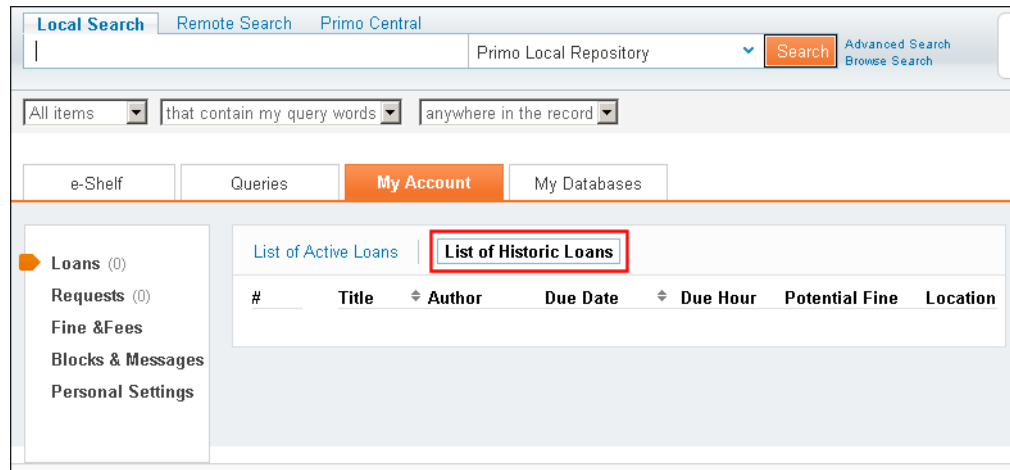 Local Search Remote Search Primo Central
Primo Local Repository Search Advanced Search
Browse Search
All items that contain my query words anywhere in the record
e-Shelf Queries My Account My Databases
Loans (0)
Requests (0)
Fine &Fees
Blocks & Messages
Personal Settings
List of Active Loans List of Historic Loans
# Title Author Due Date Due Hour Potential Fine Location